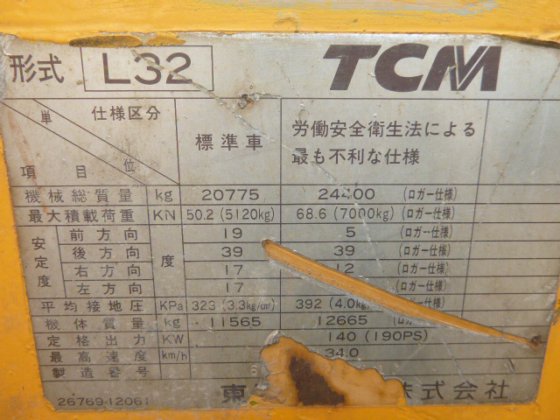 形式 L32 TCM
単位 仕様区分 項目 標準車 労働安全衛生法による最も不利な仕様
機械総質量 kg 20775 24400 (ロガー仕様)
最大積載荷重 KN 50.2 (5120kg) 68.6 (7000kg) (ロガー仕様)
安定度 前方向 度 19 5 (ロガー仕様)
後方向 39 39 (ロガー仕様)
右方向 17 12 (ロガー仕様)
左方向 17 (ロガー仕様)
平均接地圧 KPa 323 (3.3kg/cm²) 392 (4.0kg (ロガー仕様)
機体質量 kg 11565 12665 (ロガー仕様)
定格出力 KW 140 (190PS)
最高速度 km/h 34.0
製造番号
26769-12061 東 株式会社